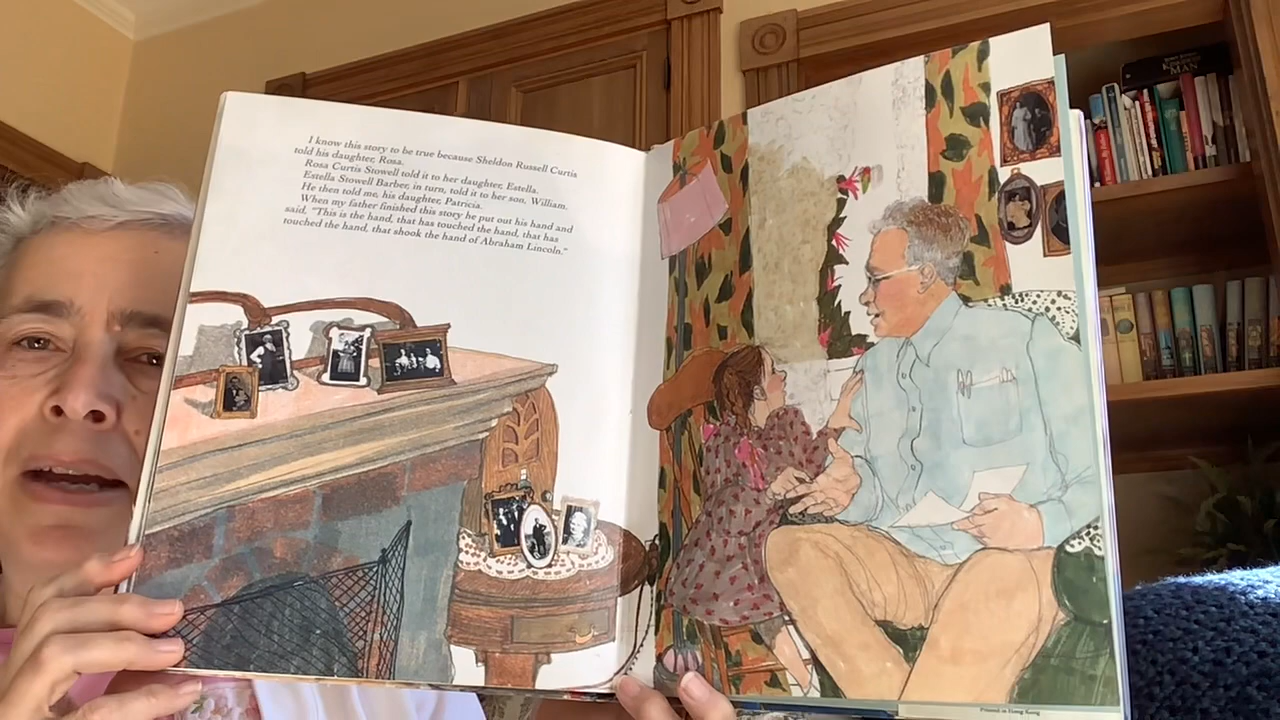 I know this story to be true because Sheldon Russell Curtis
told his daughter, Rosa.
Rosa Curtis Stowell told it to her daughter, Estella.
Estella Stowell Barber, in turn, told it to her son, William.
He then told me, his daughter, Patricia.
When my father finished this story he put out his hand and
said, "This is the hand, that has touched the hand, that has
touched the hand, that shook the hand of Abraham Lincoln."
Printed in Hong Kong
MAN